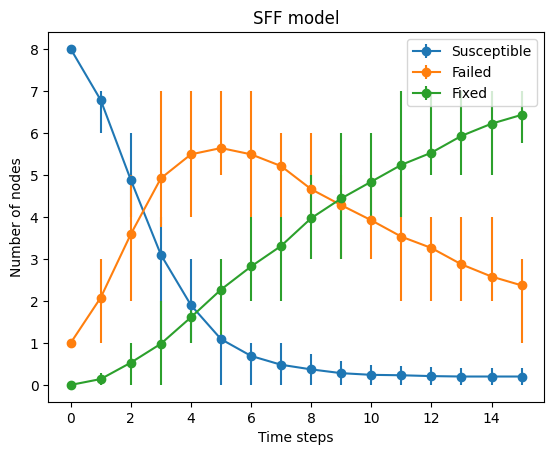 SFF model
Susceptible
Failed
Fixed
Number of nodes
8
7
6
5
4
3
2
1
0
0 2 4 6 8 10 12 14
Time steps